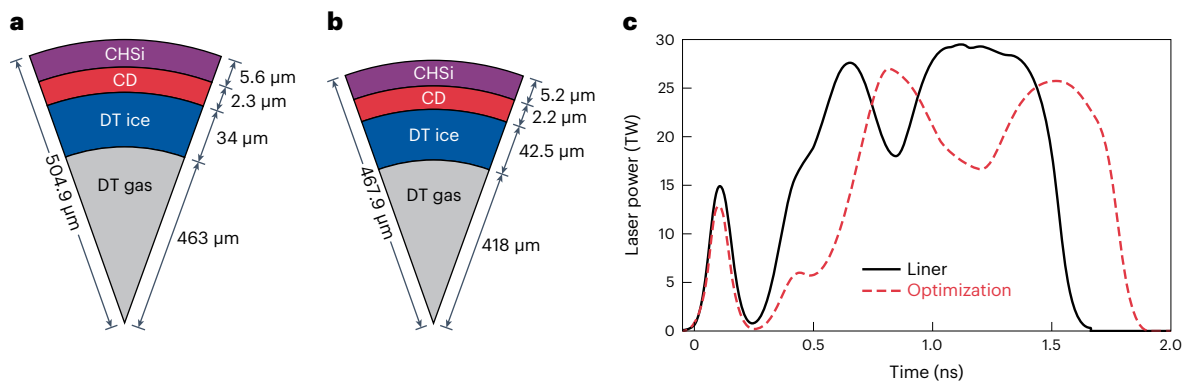 a
CHSi
CD
DT ice
DT gas
5.6 μm
2.3 μm
34 μm
463 μm
504.9 μm
b
CHSi
CD
DT ice
DT gas
5.2 μm
2.2 μm
42.5 μm
418 μm
467.9 μm
c
Laser power (TW)
30
25
20
15
10
5
0
Liner
Optimization
0
0.5
1.0
1.5
2.0
Time (ns)